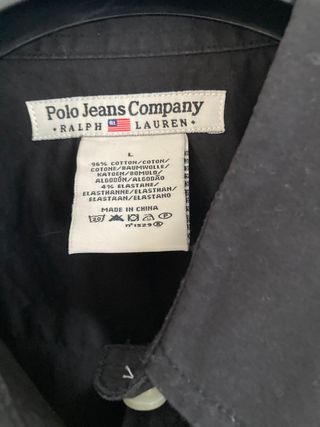 Polo Jeans Company
• RALPH LAUREN •
L
96% COTTON/COTON/
COTONE/BAUMWOLLE/
KATOEN/BOMULD/
ALGODÓN/ALGODÃO
4% ELASTANE/
ELASTHANNE/ELASTHAN/
ELASTAAN/ELASTANO
MADE IN CHINA
nº1529